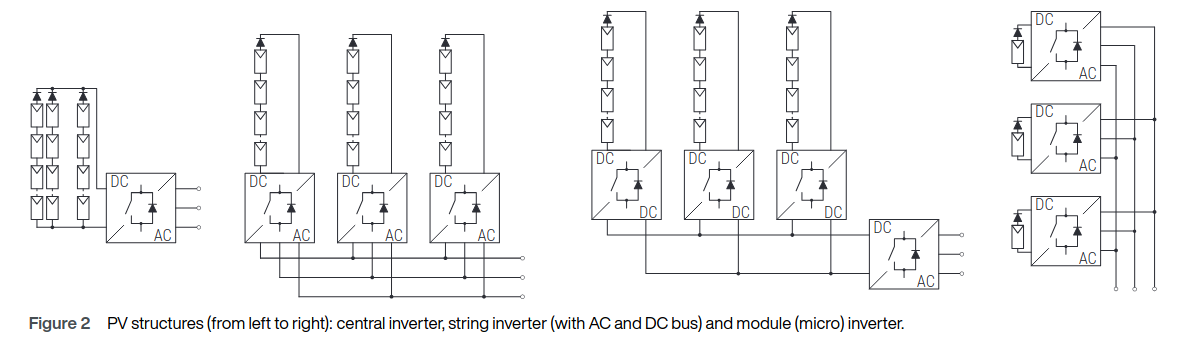 DC
AC
DC
AC
DC
AC
DC
AC
DC
DC
DC
DC
DC
DC
DC
AC
DC
AC
DC
AC
DC
AC
Figure 2 PV structures (from left to right): central inverter, string inverter (with AC and DC bus) and module (micro) inverter.